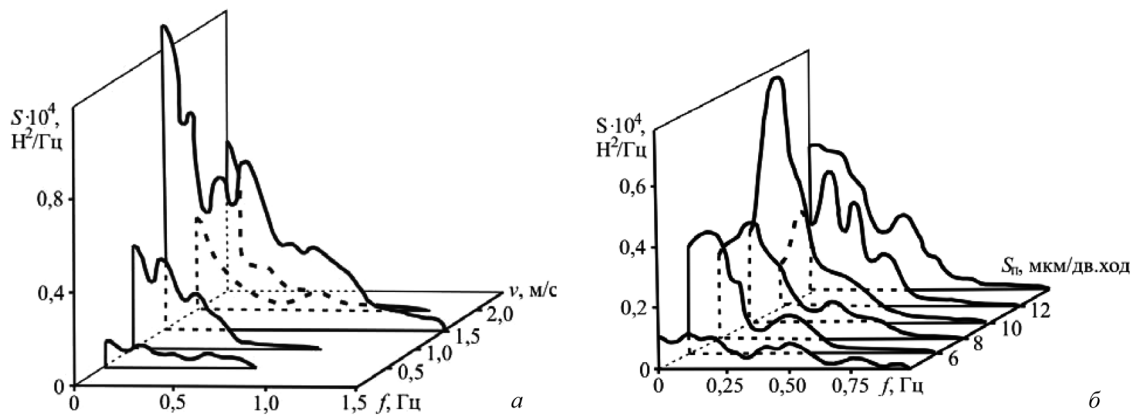 S·10⁴,
Н²/Гц
0,8
0,4
0
0
0,5
1,0
1,5
f, Гц
0,5
1,0
1,5
2,0
v, м/с
а
S·10⁴,
Н²/Гц
0,6
0,4
0,2
0
0
0,25
0,50
0,75
f, Гц
6
8
10
12
Sп, мкм/дв.ход
б